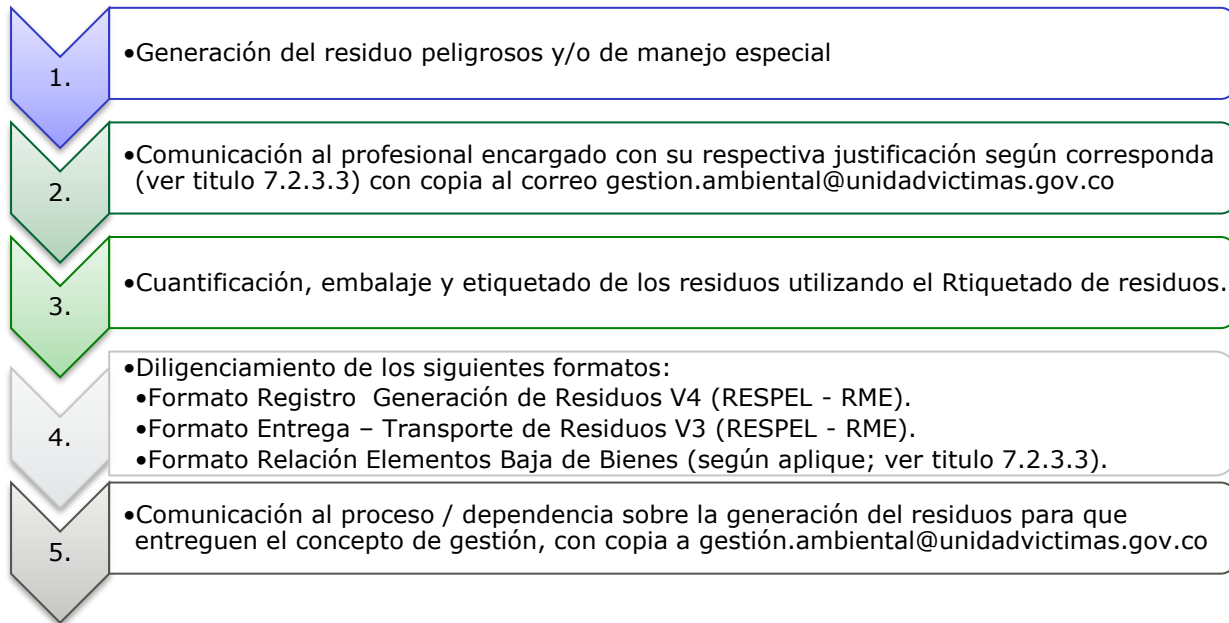 1.
•Generación del residuo peligrosos y/o de manejo especial
2.
•Comunicación al profesional encargado con su respectiva justificación según corresponda
(ver titulo 7.2.3.3) con copia al correo gestion.ambiental@unidadvictimas.gov.co
3.
•Cuantificación, embalaje y etiquetado de los residuos utilizando el Rtiquetado de residuos.
4.
•Diligenciamiento de los siguientes formatos:
•Formato Registro Generación de Residuos V4 (RESPEL - RME).
•Formato Entrega – Transporte de Residuos V3 (RESPEL - RME).
•Formato Relación Elementos Baja de Bienes (según aplique; ver titulo 7.2.3.3).
5.
•Comunicación al proceso / dependencia sobre la generación del residuos para que
entreguen el concepto de gestión, con copia a gestión.ambiental@unidadvictimas.gov.co